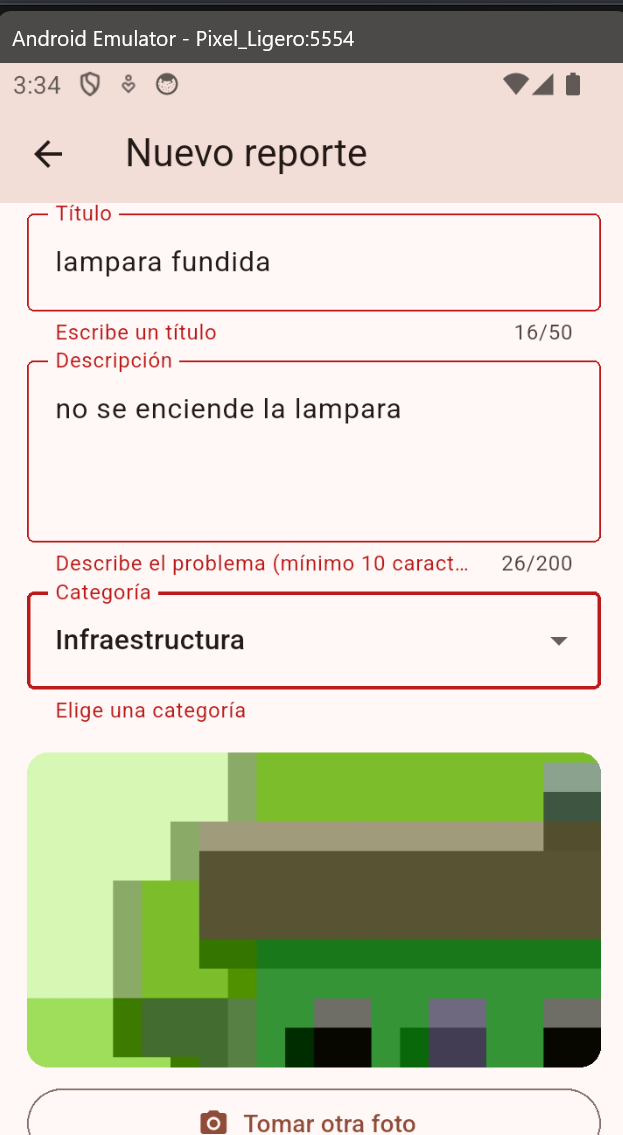 Android Emulator - Pixel_Ligero:5554
3:34
Nuevo reporte
Título
lampara fundida
Escribe un título 16/50
Descripción
no se enciende la lampara
Describe el problema (mínimo 10 caract... 26/200
Categoría
Infraestructura
Elige una categoría
Tomar otra foto